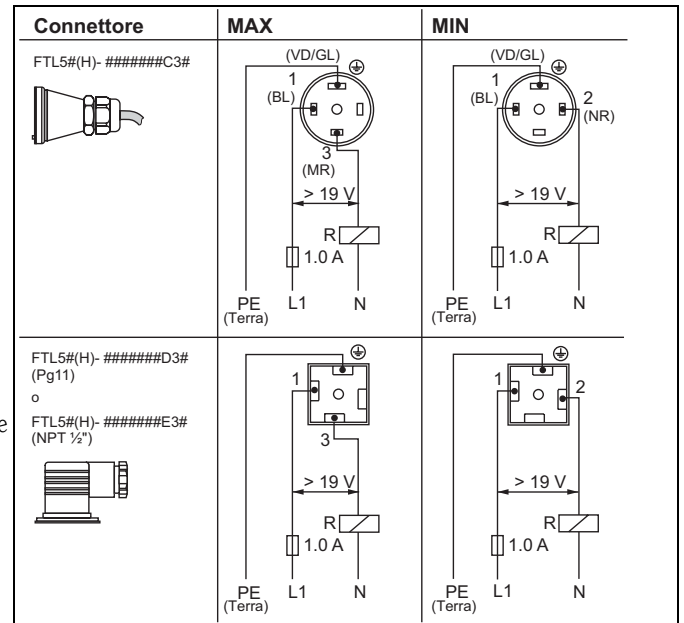 Connettore
MAX
MIN
FTL5#(H)- #######C3#
(VD/GL)
1
(BL)
3
(MR)
> 19 V
R
1.0 A
PE
(Terra)
L1
N
(VD/GL)
1
(BL)
2
(NR)
> 19 V
R
1.0 A
PE
(Terra)
L1
N
FTL5#(H)- #######D3#
(Pg11)
o
FTL5#(H)- #######E3#
(NPT ½")
e
1
3
> 19 V
R
1.0 A
PE
(Terra)
L1
N
1
2
> 19 V
R
1.0 A
PE
(Terra)
L1
N